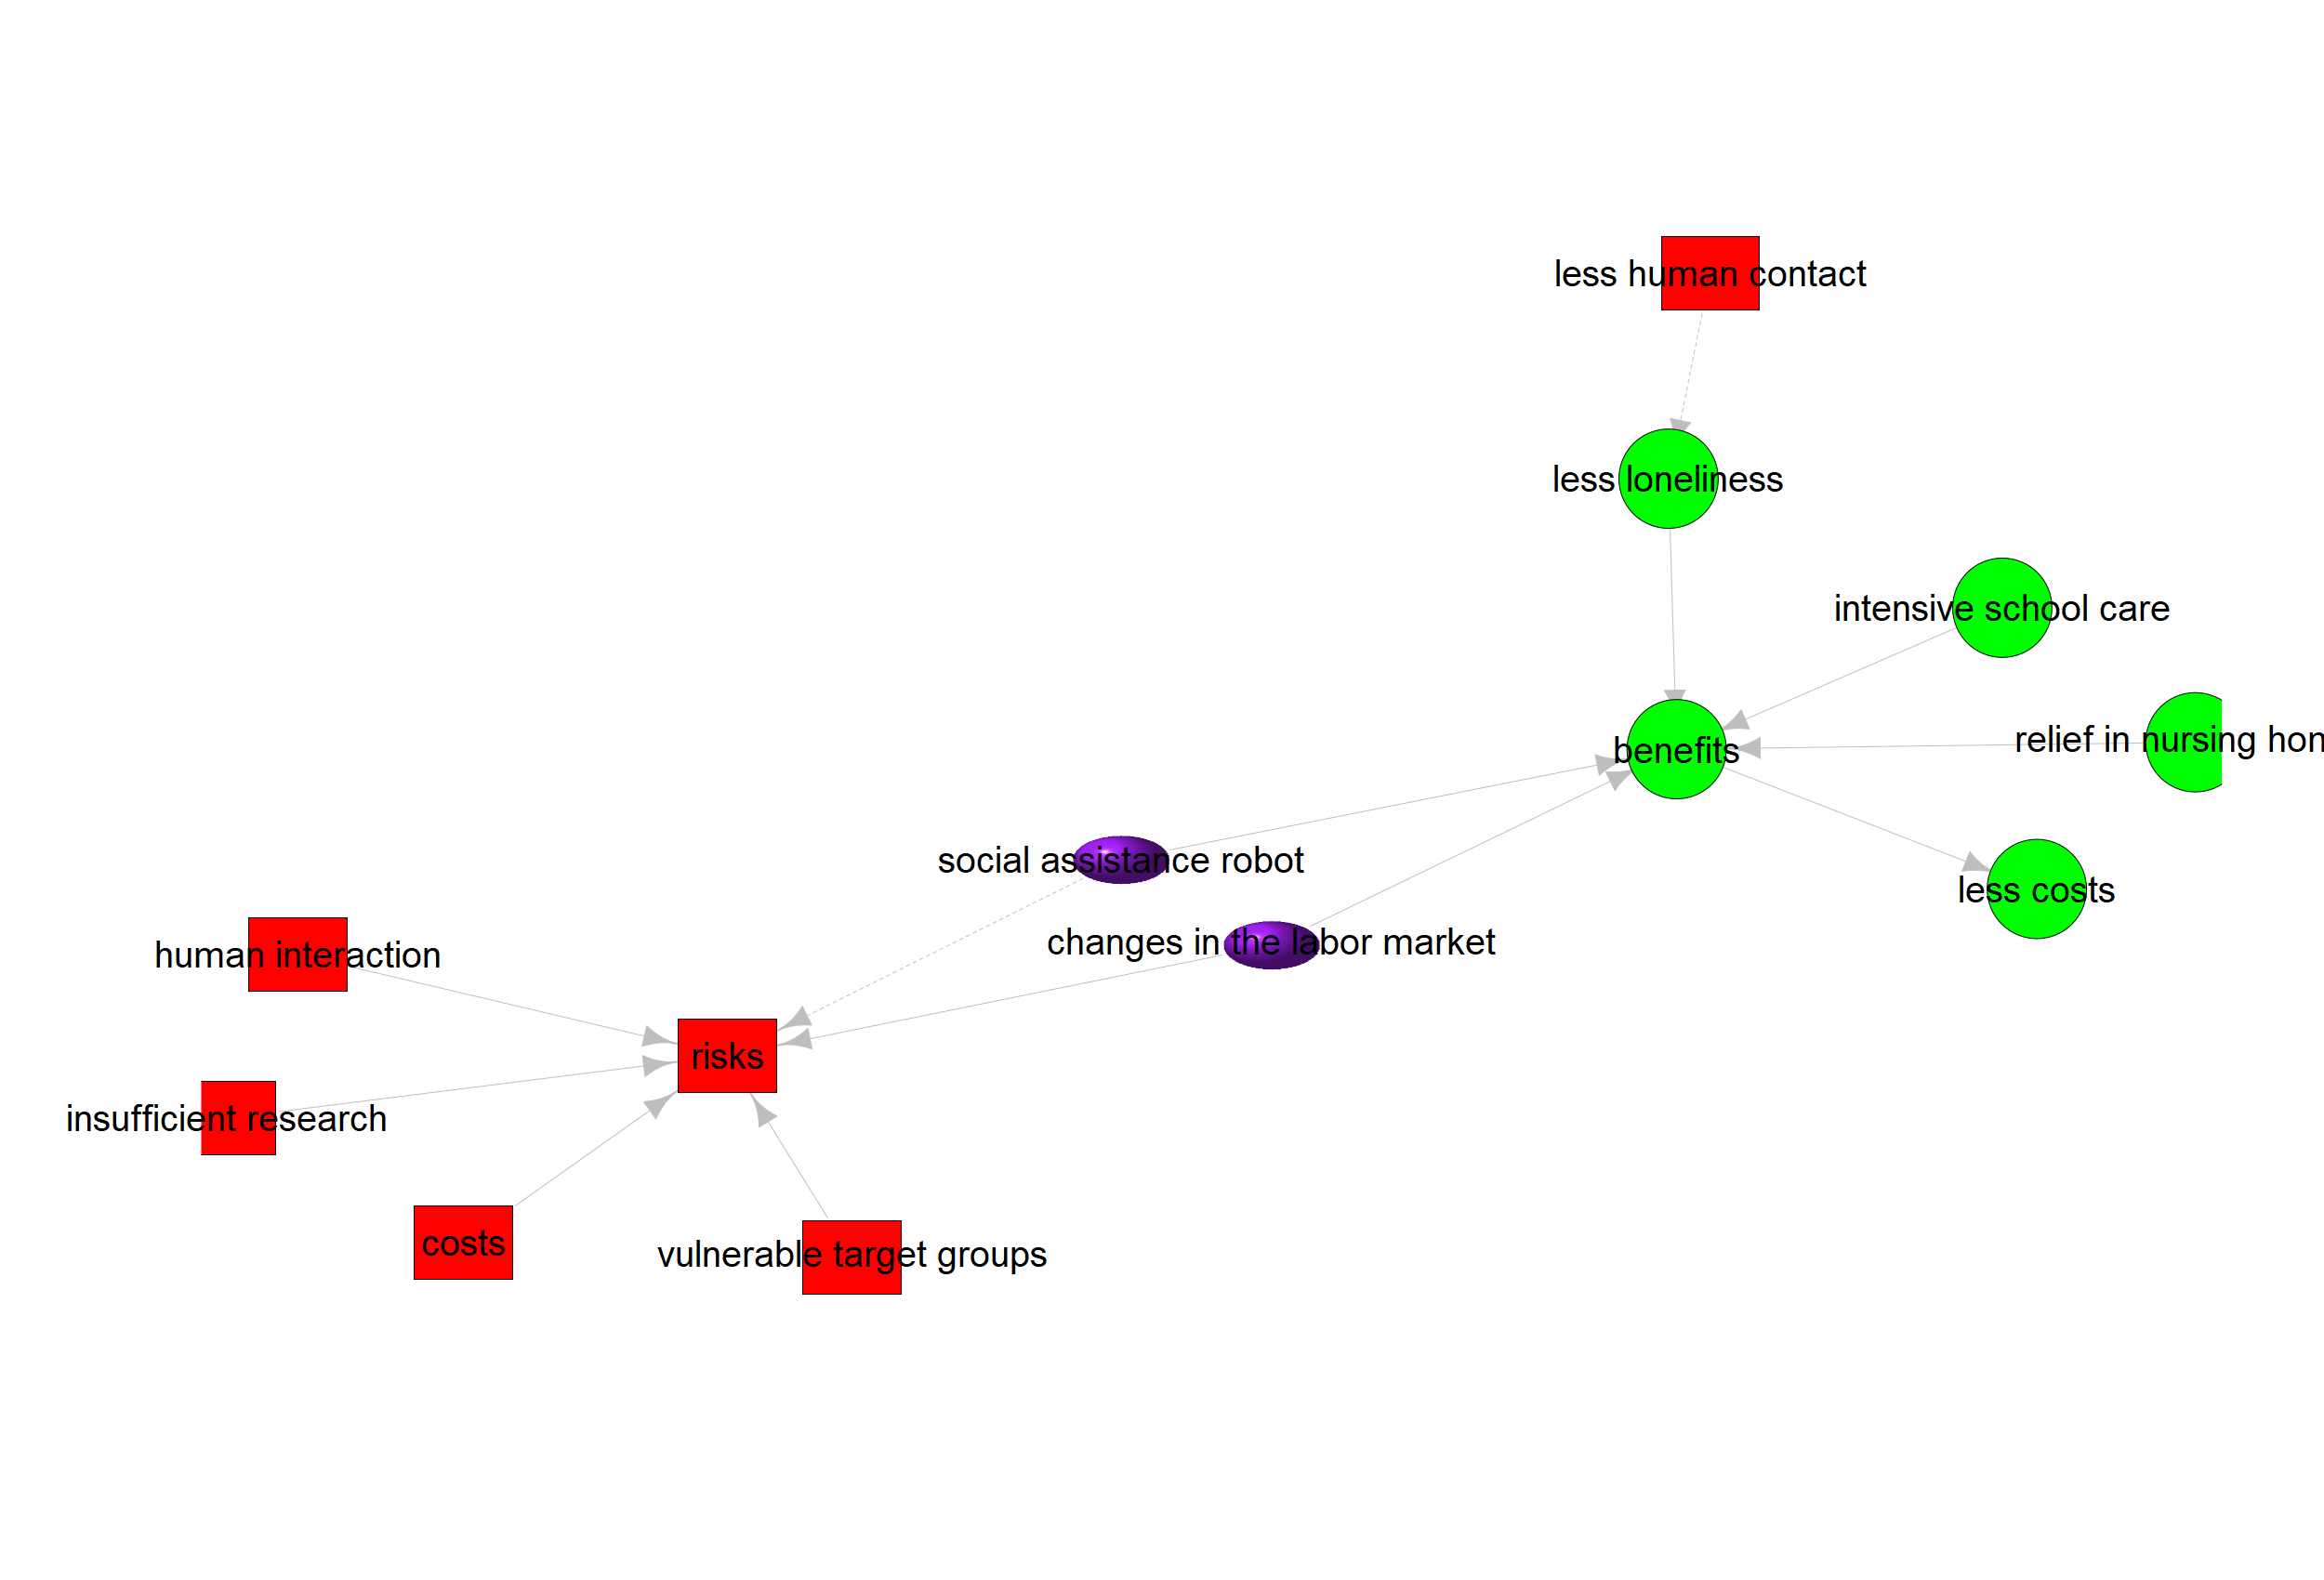 less human contact
less loneliness
intensive school care
relief in nursing
benefits
social assistance robot
less costs
changes in the labor market
human interaction
risks
insufficient research
costs
vulnerable target groups